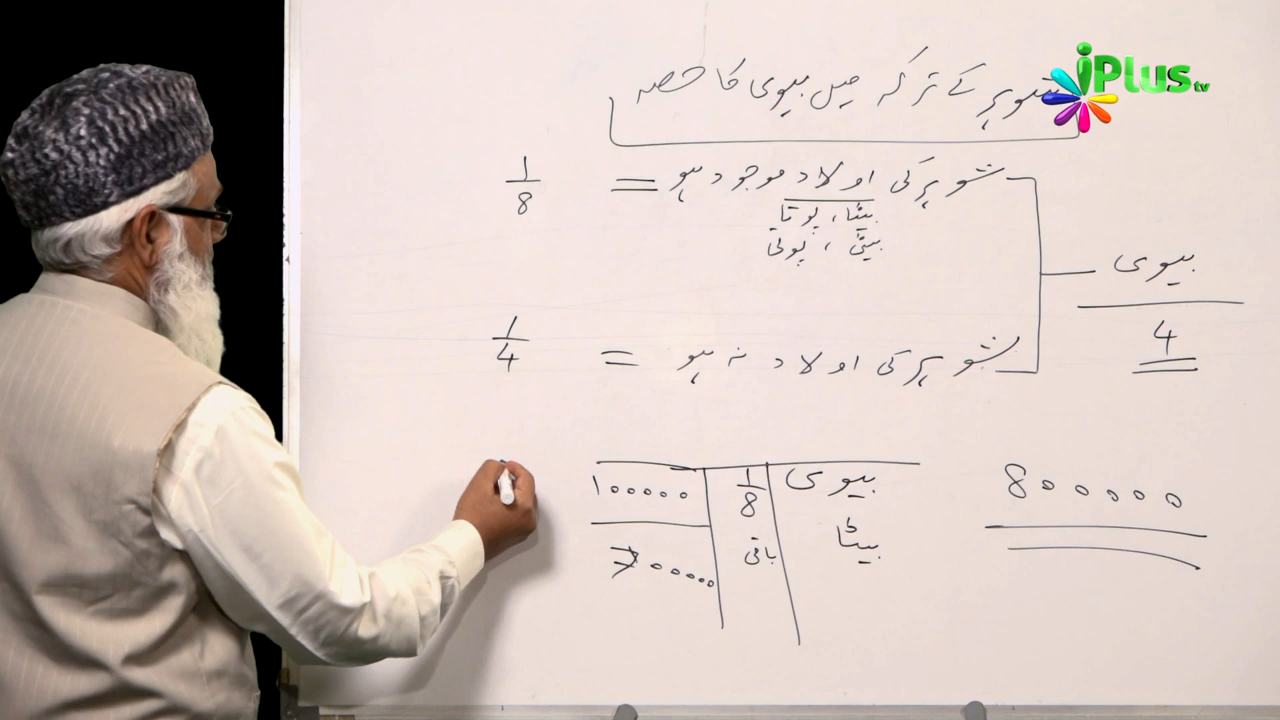 شوہر کے ترکہ میں بیوی کا حصہ
iPlus tv
شوہر کی اولاد موجود ہو = 1/8
بیٹا، پوتا
بیٹی، پوتی
بیوی
4
شوہر کی اولاد نہ ہو = 1/4
800000
بیوی 1/8 100000
بیٹا باقی 700000